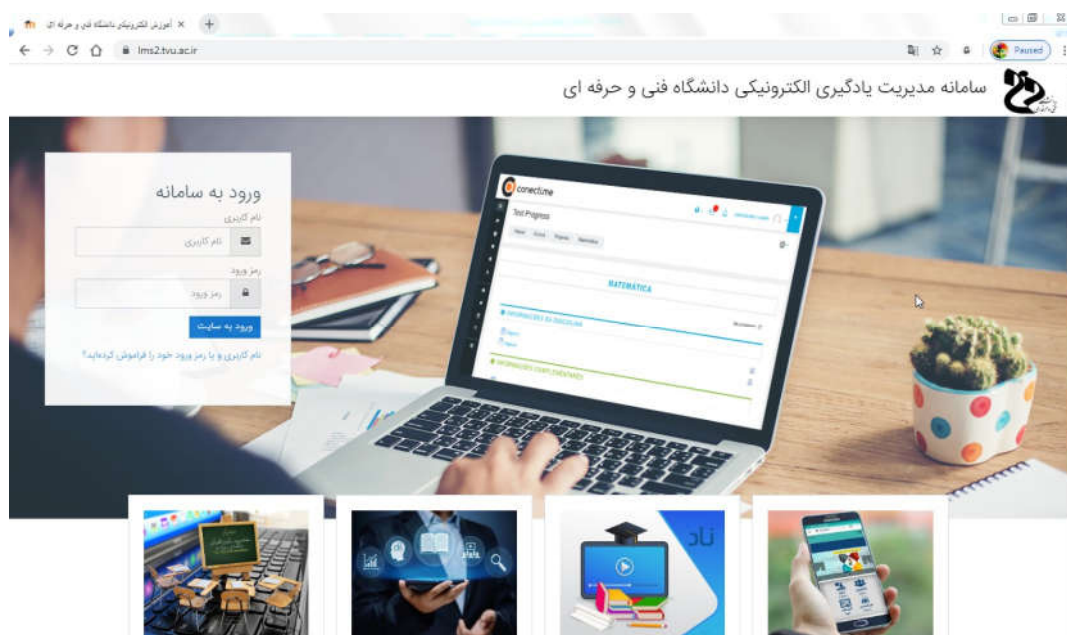 آموزش الکترونیکی دانشگاه فنی و حرفه ای
lms2.tvu.ac.ir
Paused
سامانه مدیریت یادگیری الکترونیکی دانشگاه فنی و حرفه ای
ورود به سامانه
نام کاربری
نام کاربری
رمز ورود
رمز ورود
ورود به سایت
نام کاربری و یا رمز ورود خود را فراموش کرده‌اید؟
conectime
Test Progress
MATEMÁTICA
INFORMAÇÕES DA DISCIPLINA
INFORMAÇÕES COMPLEMENTARES
ناد